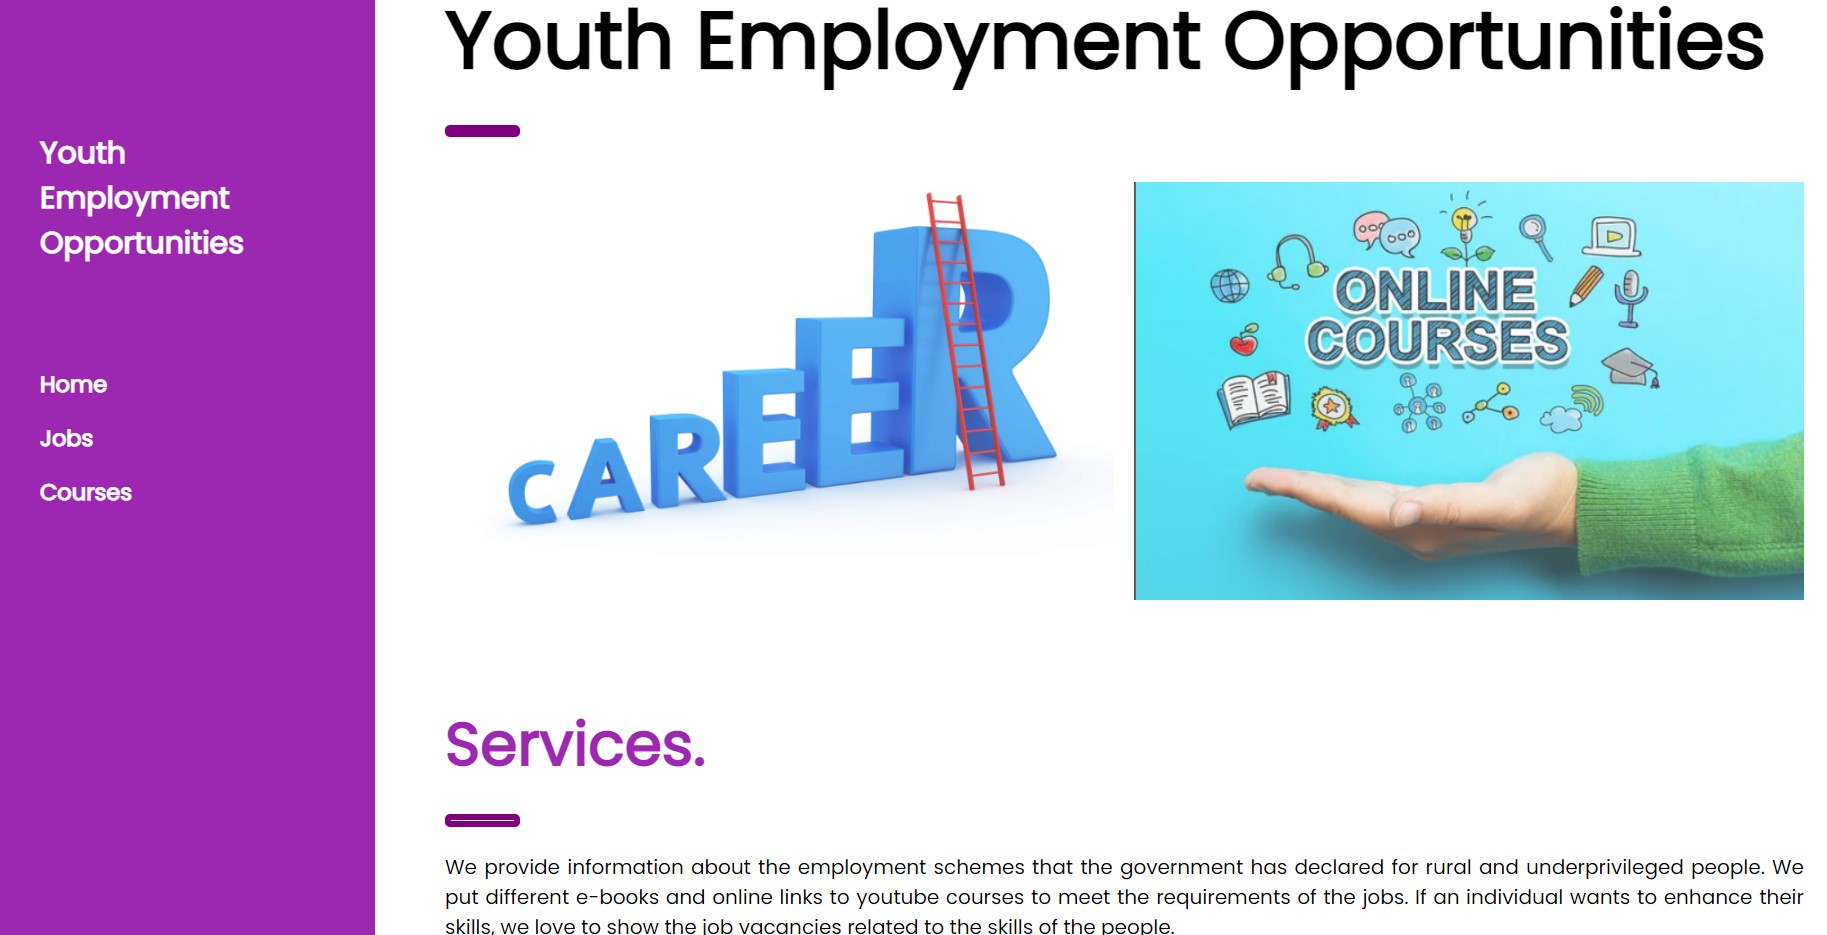 Youth Employment Opportunities
Youth
Employment
Opportunities
Home
Jobs
Courses
CAREER
ONLINE
COURSES
Services.
We provide information about the employment schemes that the government has declared for rural and underprivileged people. We
put different e-books and online links to youtube courses to meet the requirements of the jobs. If an individual wants to enhance their
skills, we love to show the job vacancies related to the skills of the people.